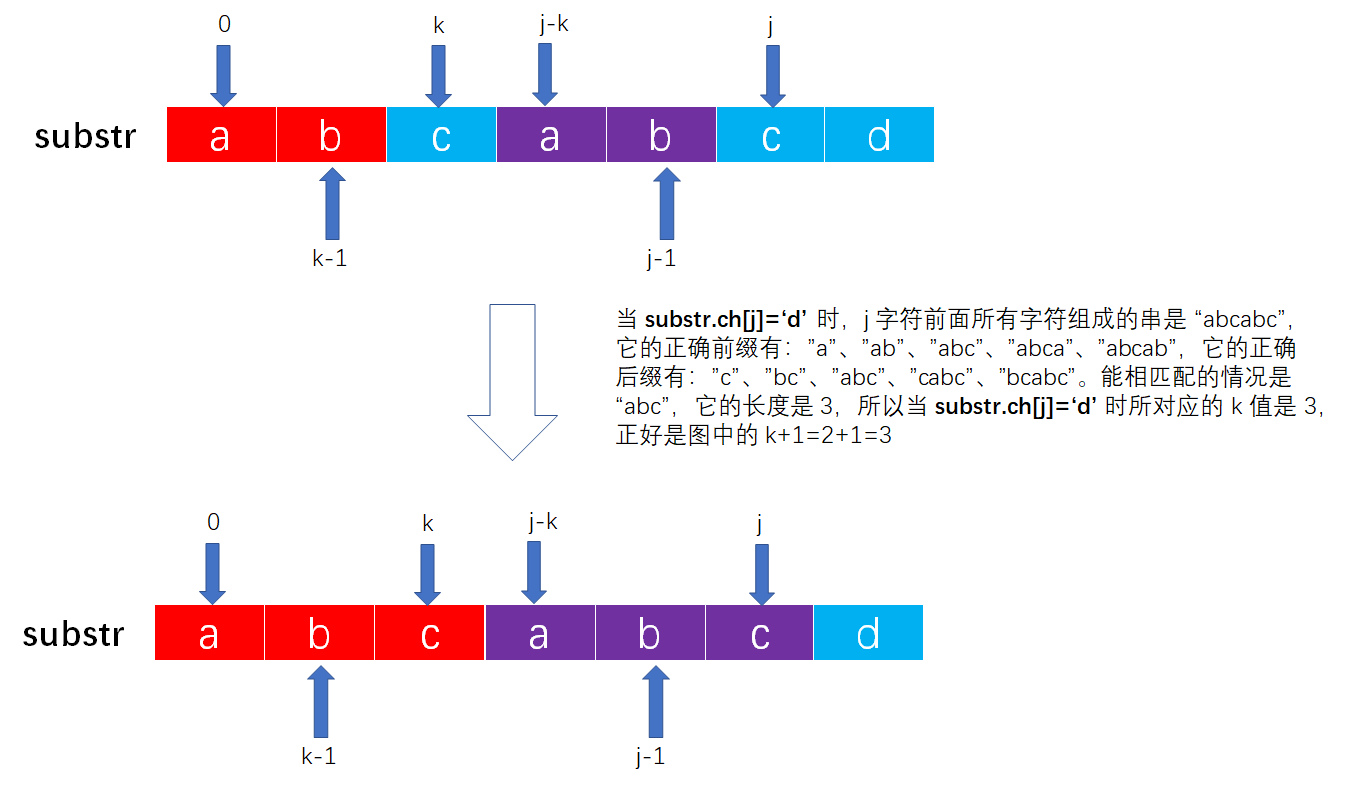 0 k j-k j
substr a b c a b c d
k-1 j-1
当 substr.ch[j]=‘d’ 时，j 字符前面所有字符组成的串是 “abcabc”，
它的正确前缀有：”a”、”ab”、”abc”、”abca”、”abcab”，它的正确
后缀有：”c”、”bc”、”abc”、”cabc”、”bcabc”。能相匹配的情况是
“abc”，它的长度是 3，所以当 substr.ch[j]=‘d’ 时所对应的 k 值是 3，
正好是图中的 k+1=2+1=3
0 k j-k j
substr a b c a b c d
k-1 j-1